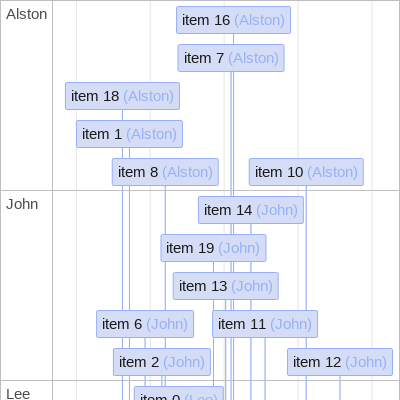 Alston
item 16 (Alston)
item 7 (Alston)
item 18 (Alston)
item 1 (Alston)
item 8 (Alston)
item 10 (Alston)
John
item 14 (John)
item 19 (John)
item 13 (John)
item 6 (John)
item 11 (John)
item 2 (John)
item 12 (John)
Lee
item 0 (Lee)